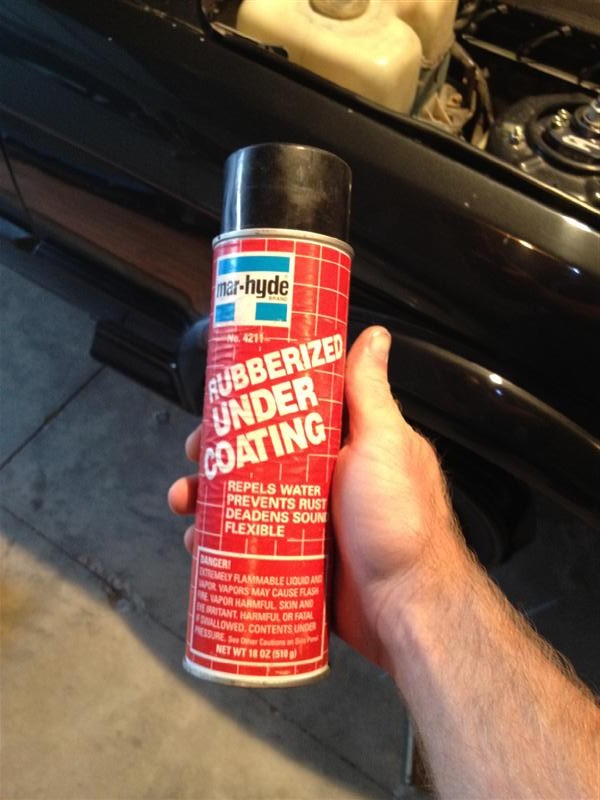 mar-hyde
BRAND
No. 4211
RUBBERIZED
UNDER
COATING
REPELS WATER
PREVENTS RUST
DEADENS SOUND
FLEXIBLE
DANGER!
EXTREMELY FLAMMABLE LIQUID AND
VAPOR. VAPORS MAY CAUSE FLASH
FIRE. VAPOR HARMFUL. SKIN AND
EYE IRRITANT. HARMFUL OR FATAL
IF SWALLOWED. CONTENTS UNDER
PRESSURE. See Other Cautions on Side Panel
NET WT 18 OZ (510 g)